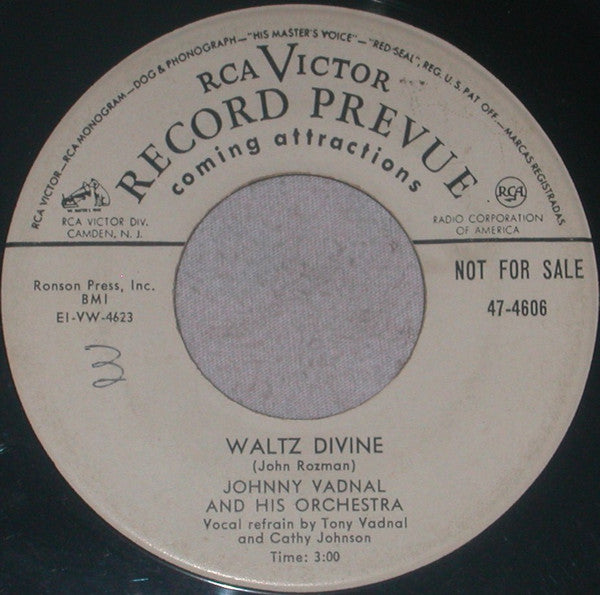 RCA VICTOR—RCA MONOGRAM—DOG & PHONOGRAPH—"HIS MASTER'S VOICE"—"RED SEAL", REG. U. S. PAT OFF.—MARCAS REGISTRADAS
RCA VICTOR
RECORD PREVUE
coming attractions
"HIS MASTER'S VOICE"
RCA
RCA VICTOR DIV.
CAMDEN, N. J.
RADIO CORPORATION
OF AMERICA
Ronson Press, Inc.
BMI
E1-VW-4623
NOT FOR SALE
47-4606
3
WALTZ DIVINE
(John Rozman)
JOHNNY VADNAL
AND HIS ORCHESTRA
Vocal refrain by Tony Vadnal
and Cathy Johnson
Time: 3:00